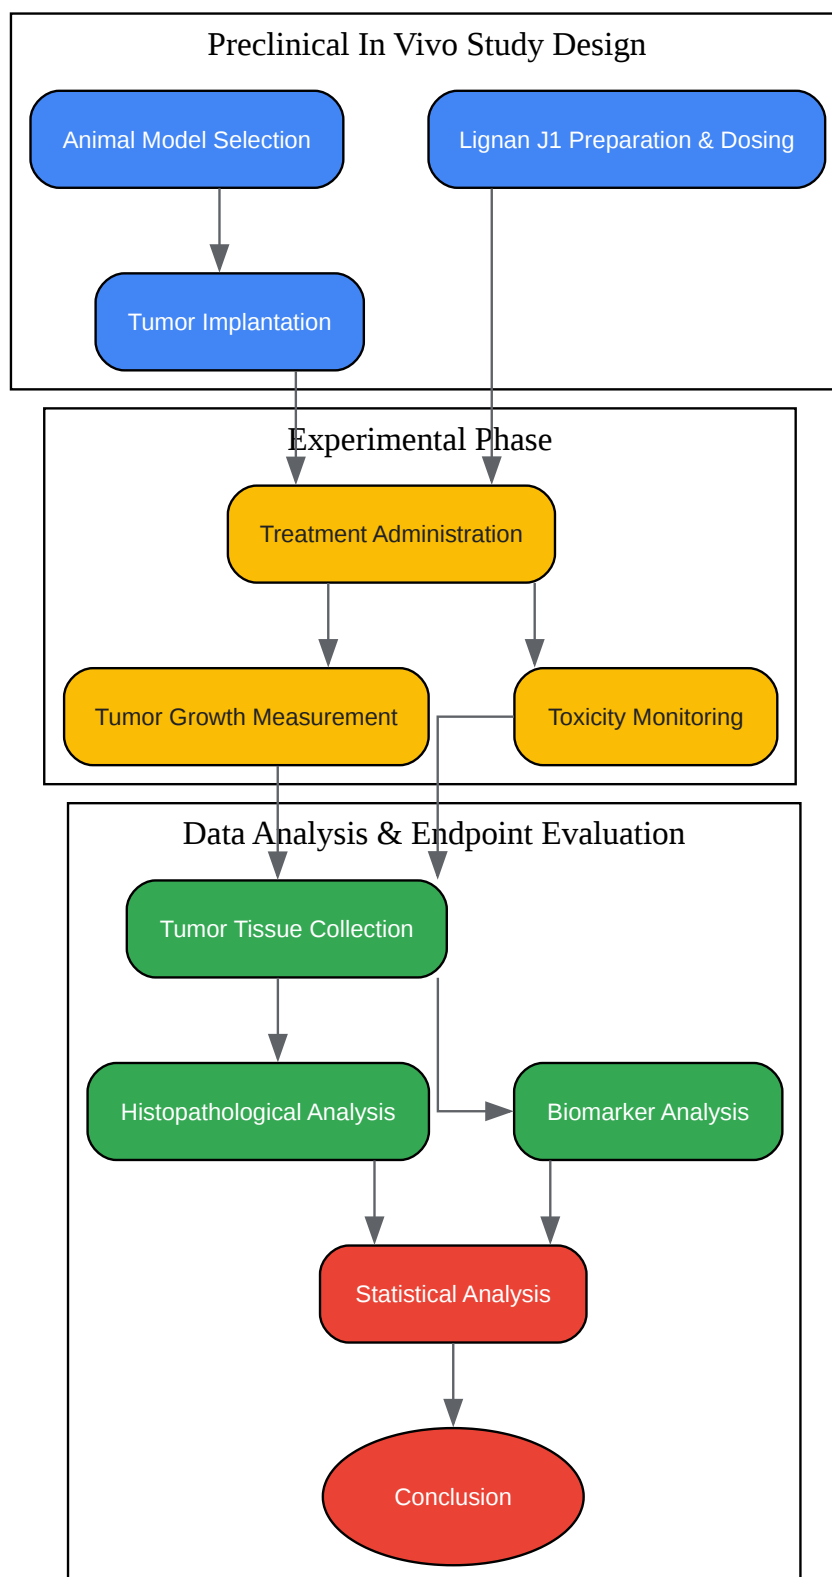 Preclinical In Vivo Study Design
Animal Model Selection
Lignan J1 Preparation & Dosing
Tumor Implantation
Experimental Phase
Treatment Administration
Tumor Growth Measurement
Toxicity Monitoring
Data Analysis & Endpoint Evaluation
Tumor Tissue Collection
Histopathological Analysis
Biomarker Analysis
Statistical Analysis
Conclusion